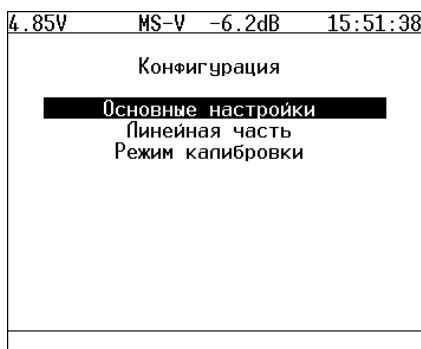 4.85V MS-V -6.2dB 15:51:38
Конфигурация
Основные настройки
Линейная часть
Режим калибровки